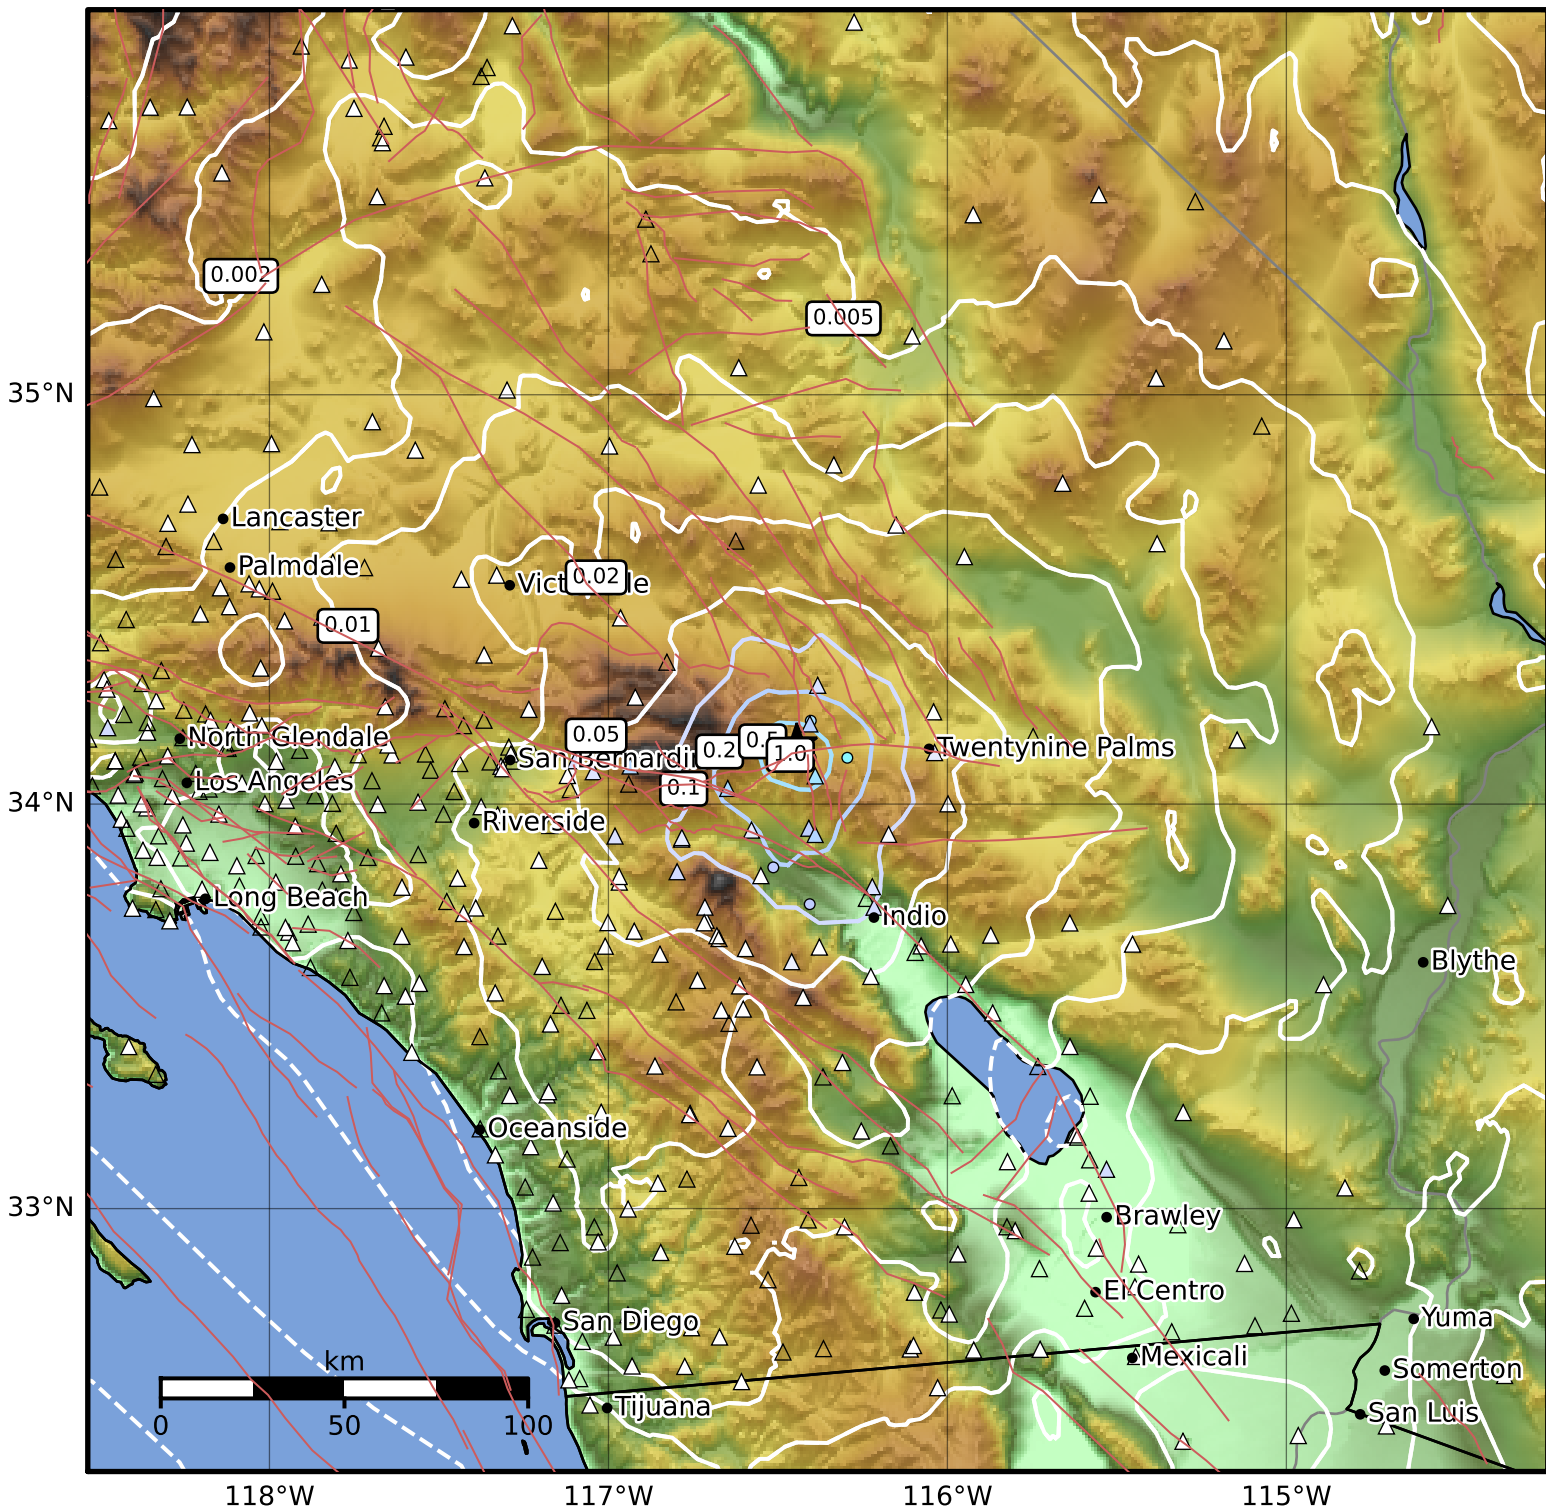 0.002
0.005
35°N
Lancaster
Palmdale
0.02
0.01
North Glendale
0.05
0.2
1.0
San Bernardin
Twentynine Palms
34°N
Los Angeles
0.1
Riverside
Long Beach
Indio
Blythe
Oceanside
33°N
Brawley
El Centro
San Diego
Yuma
km
Mexicali
Somerton
0 50 100
Tijuana
San Luis
118°W 117°W 116°W 115°W